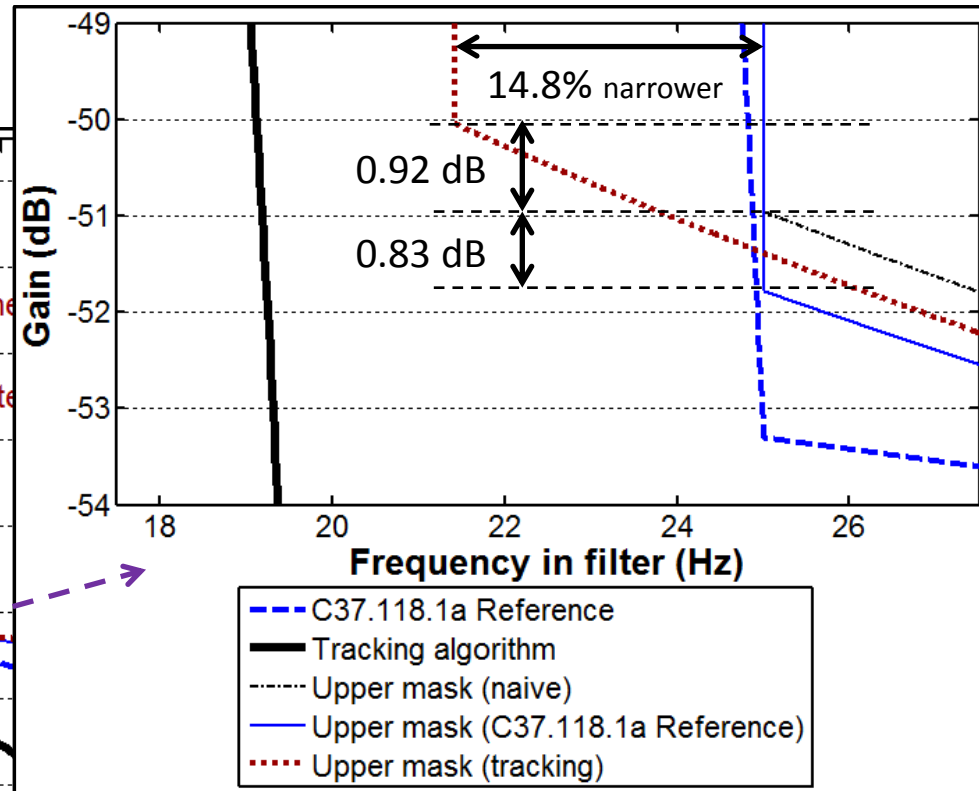 -49
14.8% narrower
-50
0.92 dB
-51
0.83 dB
-52
-53
-54
Gain (dB)
18 20 22 24 26
Frequency in filter (Hz)
C37.118.1a Reference
Tracking algorithm
Upper mask (naive)
Upper mask (C37.118.1a Reference)
Upper mask (tracking)